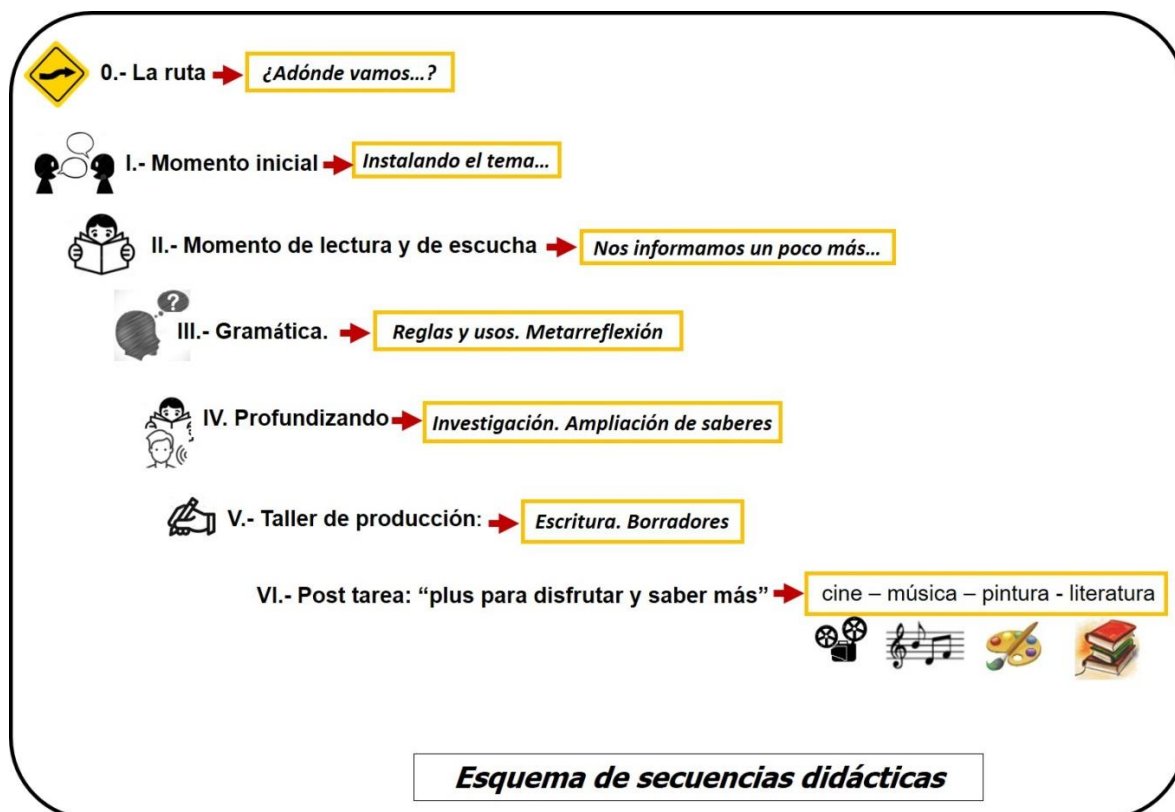 0.- La ruta ¿Adónde vamos...?
I.- Momento inicial Instalando el tema...
II.- Momento de lectura y de escucha Nos informamos un poco más...
?
III.- Gramática. Reglas y usos. Metarreflexión
IV. Profundizando Investigación. Ampliación de saberes
V.- Taller de producción: Escritura. Borradores
VI.- Post tarea: “plus para disfrutar y saber más” cine – música – pintura - literatura
Esquema de secuencias didácticas